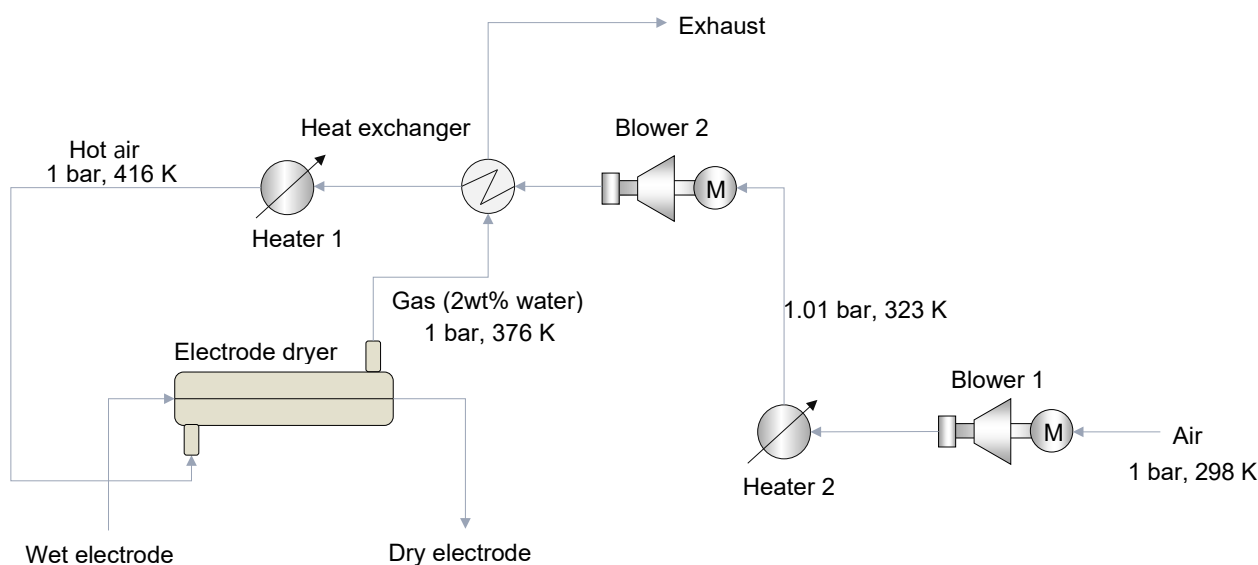 Exhaust
Heat exchanger
Blower 2
Hot air
1 bar, 416 K
M
Heater 1
Gas (2wt% water)
1 bar, 376 K
1.01 bar, 323 K
Electrode dryer
Blower 1
M
Air
1 bar, 298 K
Heater 2
Wet electrode
Dry electrode